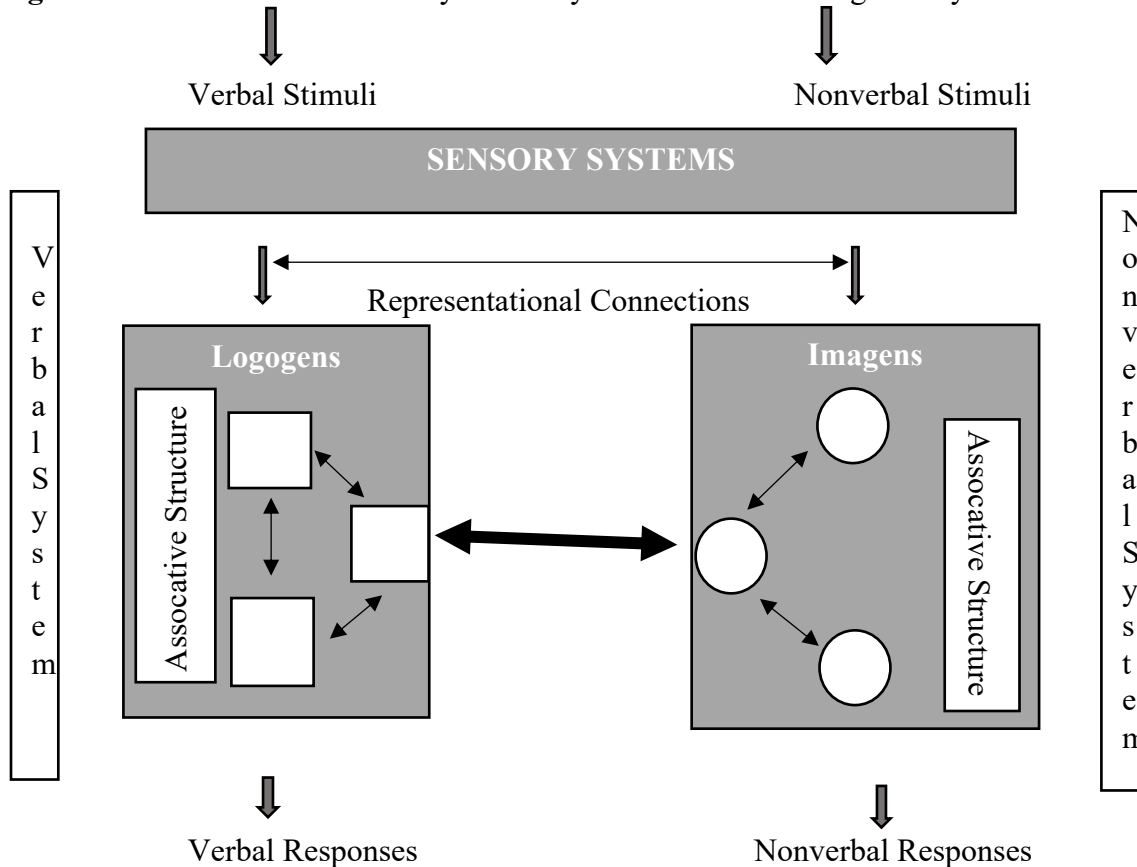 Verbal Stimuli
Nonverbal Stimuli
SENSORY SYSTEMS
Verbal System
Nonverbal System
Representational Connections
Logogens
Imagens
Assocative Structure
Assocative Structure
Verbal Responses
Nonverbal Responses